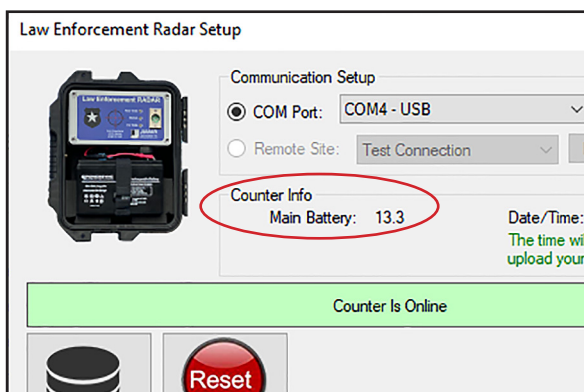 Law Enforcement Radar Setup
Communication Setup
COM Port: COM4 - USB
Remote Site: Test Connection
Counter Info
Main Battery: 13.3
Date/Time:
The time wi
upload your
Counter Is Online
Law Enforcement RADAR
Reset